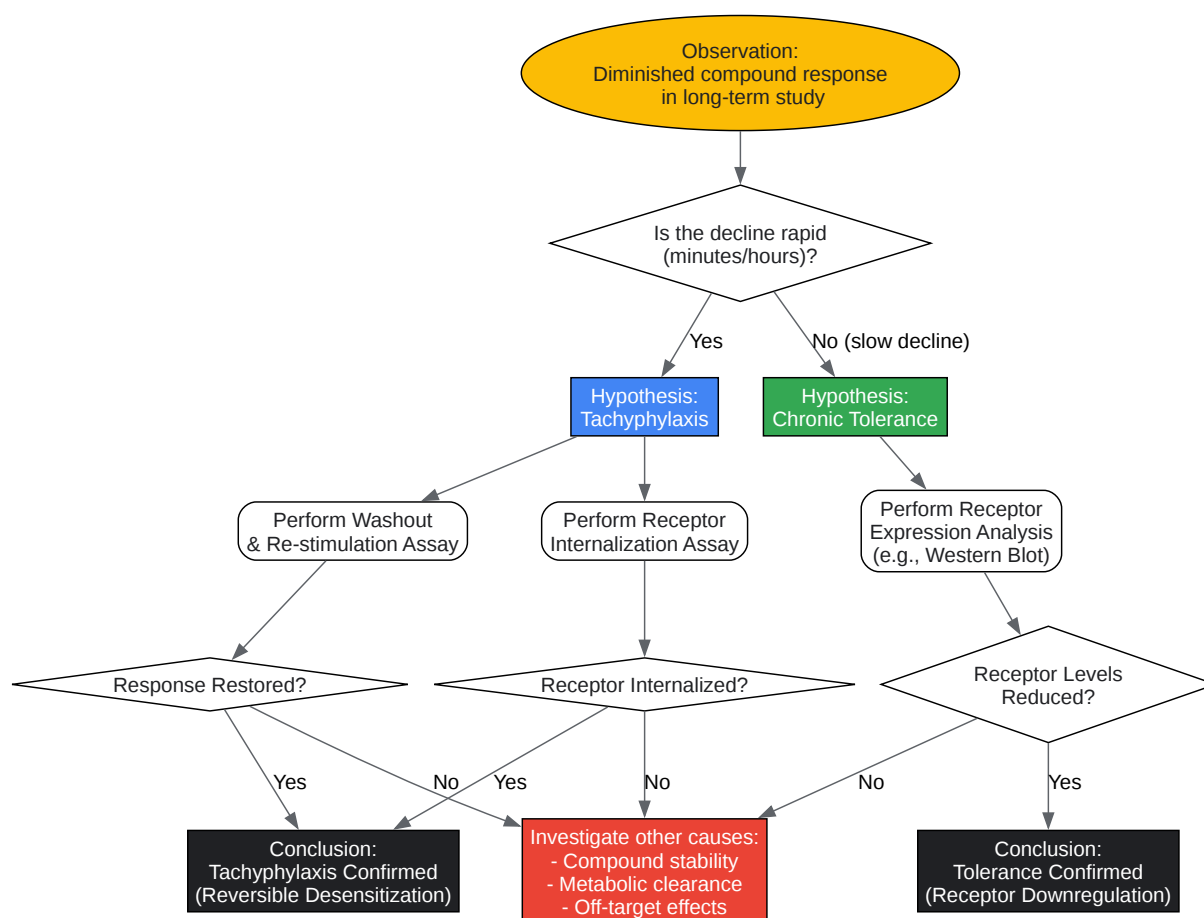 Observation:
Diminished compound response
in long-term study
Is the decline rapid
(minutes/hours)?
Yes
No (slow decline)
Hypothesis:
Tachyphylaxis
Hypothesis:
Chronic Tolerance
Perform Washout
& Re-stimulation Assay
Perform Receptor
Internalization Assay
Perform Receptor
Expression Analysis
(e.g., Western Blot)
Response Restored?
Receptor Internalized?
Receptor Levels
Reduced?
Yes
No
Yes
No
No
Yes
Conclusion:
Tachyphylaxis Confirmed
(Reversible Desensitization)
Investigate other causes:
- Compound stability
- Metabolic clearance
- Off-target effects
Conclusion:
Tolerance Confirmed
(Receptor Downregulation)